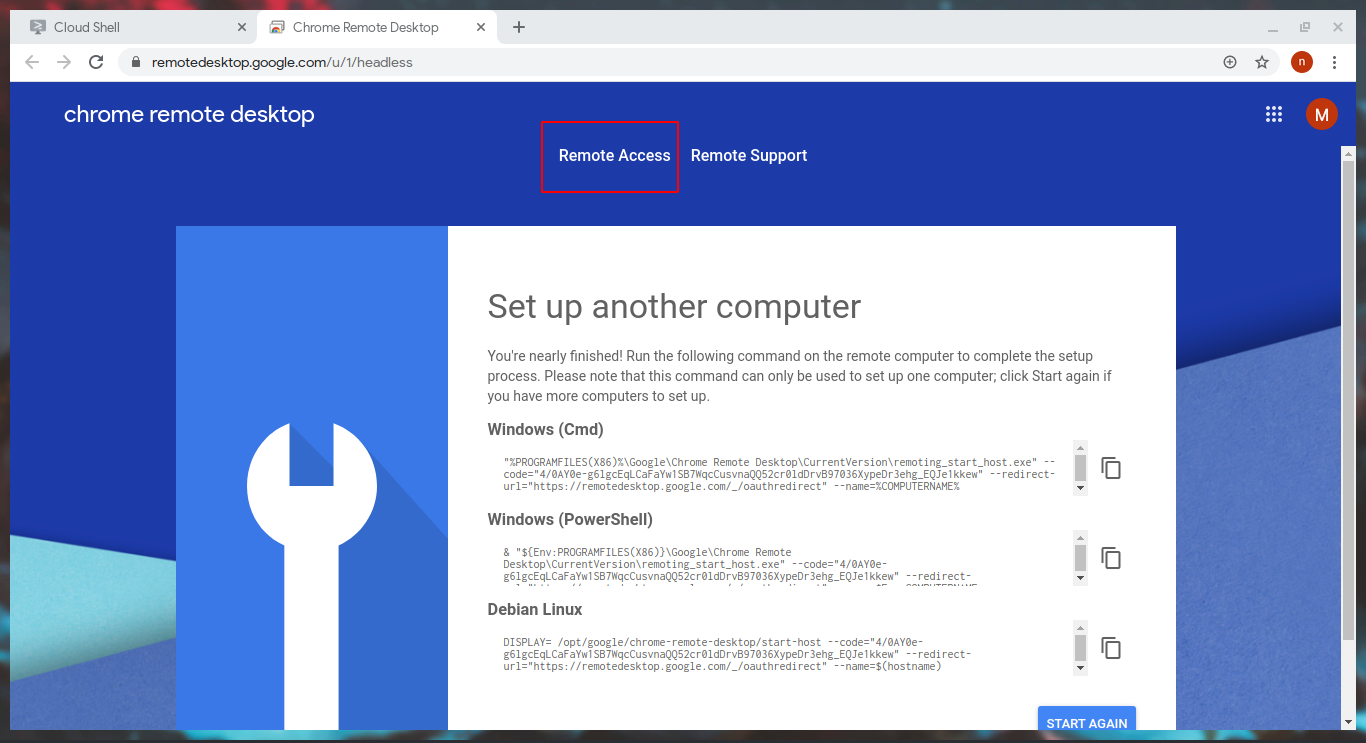 Cloud Shell
Chrome Remote Desktop
remotedesktop.google.com/u/1/headless
n
chrome remote desktop
M
Remote Access
Remote Support
Set up another computer
You're nearly finished! Run the following command on the remote computer to complete the setup
process. Please note that this command can only be used to set up one computer; click Start again if
you have more computers to set up.
Windows (Cmd)
"%PROGRAMFILES(X86)%\Google\Chrome Remote Desktop\CurrentVersion\remoting_start_host.exe" --
code="4/0AY0e-g6lgcEqLCaFaYw1SB7WqcCusvnaQQ52cr0ldDrvB97036XypeDr3ehg_EQJe1kkew" --redirect-
url="https://remotedesktop.google.com/_/oauthredirect" --name=%COMPUTERNAME%
Windows (PowerShell)
& "${Env:PROGRAMFILES(X86)}\Google\Chrome Remote
Desktop\CurrentVersion\remoting_start_host.exe" --code="4/0AY0e-
g6lgcEqLCaFaYw1SB7WqcCusvnaQQ52cr0ldDrvB97036XypeDr3ehg_EQJe1kkew" --redirect-
Debian Linux
DISPLAY= /opt/google/chrome-remote-desktop/start-host --code="4/0AY0e-
g6lgcEqLCaFaYw1SB7WqcCusvnaQQ52cr0ldDrvB97036XypeDr3ehg_EQJe1kkew" --redirect-
url="https://remotedesktop.google.com/_/oauthredirect" --name=$(hostname)
START AGAIN